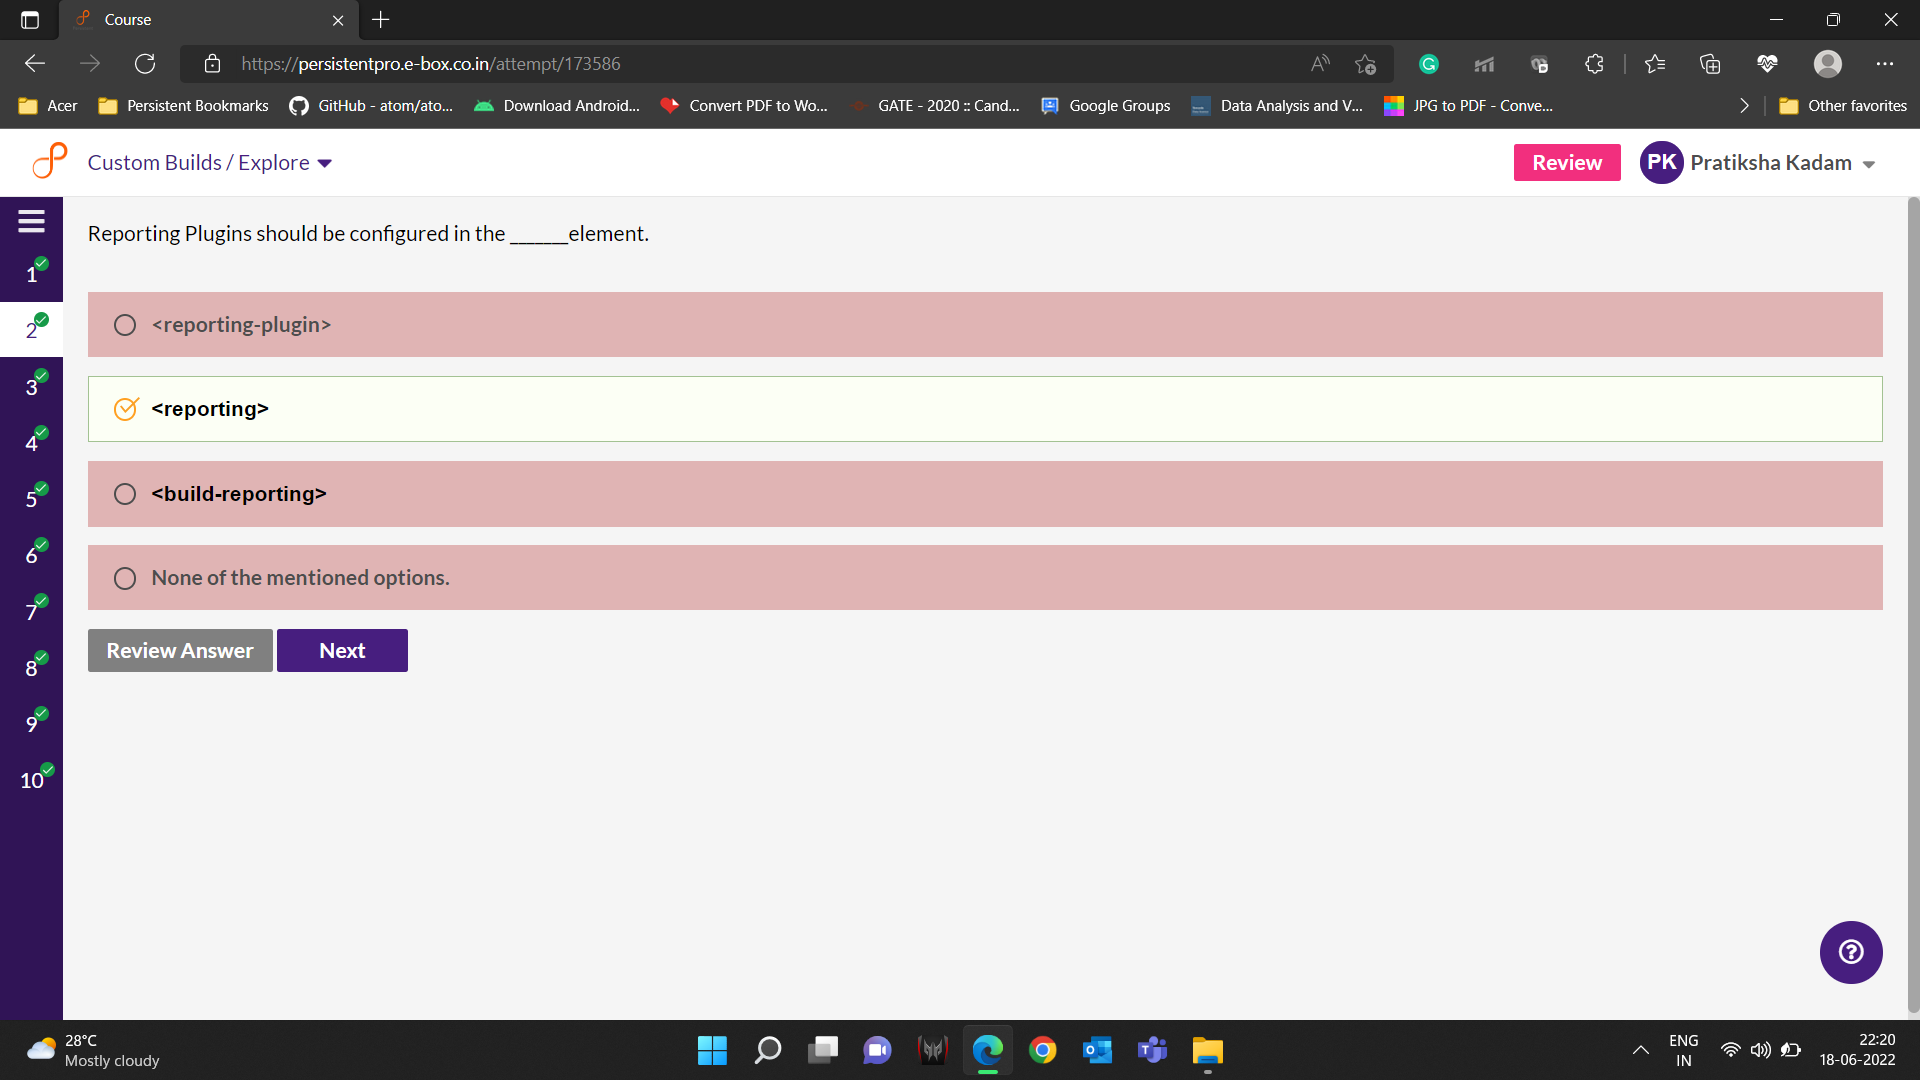 Course
https://persistentpro.e-box.co.in/attempt/173586
Acer
Persistent Bookmarks
GitHub - atom/ato...
Download Android...
Convert PDF to Wo...
GATE - 2020 :: Cand...
Google Groups
Data Analysis and V...
JPG to PDF - Conve...
Other favorites
Custom Builds / Explore
Review
PK
Pratiksha Kadam
Reporting Plugins should be configured in the _______element.
1
2
3
4
5
6
7
8
9
10
<reporting-plugin>
<reporting>
<build-reporting>
None of the mentioned options.
Review Answer
Next
28°C
Mostly cloudy
ENG
IN
22:20
18-06-2022